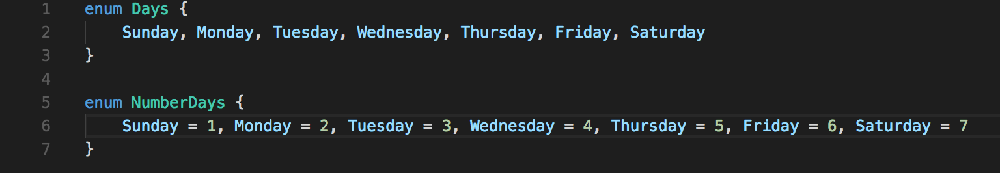 1 enum Days {
2 Sunday, Monday, Tuesday, Wednesday, Thursday, Friday, Saturday
3 }
4
5 enum NumberDays {
6 Sunday = 1, Monday = 2, Tuesday = 3, Wednesday = 4, Thursday = 5, Friday = 6, Saturday = 7
7 }